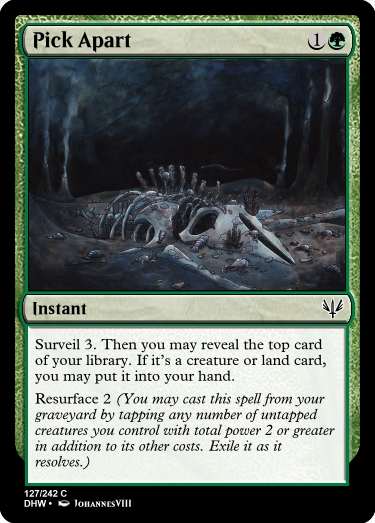 Pick Apart 1
Instant
Surveil 3. Then you may reveal the top card
of your library. If it's a creature or land card,
you may put it into your hand.
Resurface 2 (You may cast this spell from your
graveyard by tapping any number of untapped
creatures you control with total power 2 or greater
in addition to its other costs. Exile it as it
resolves.)
127/242 C
DHW • JohannesVIII